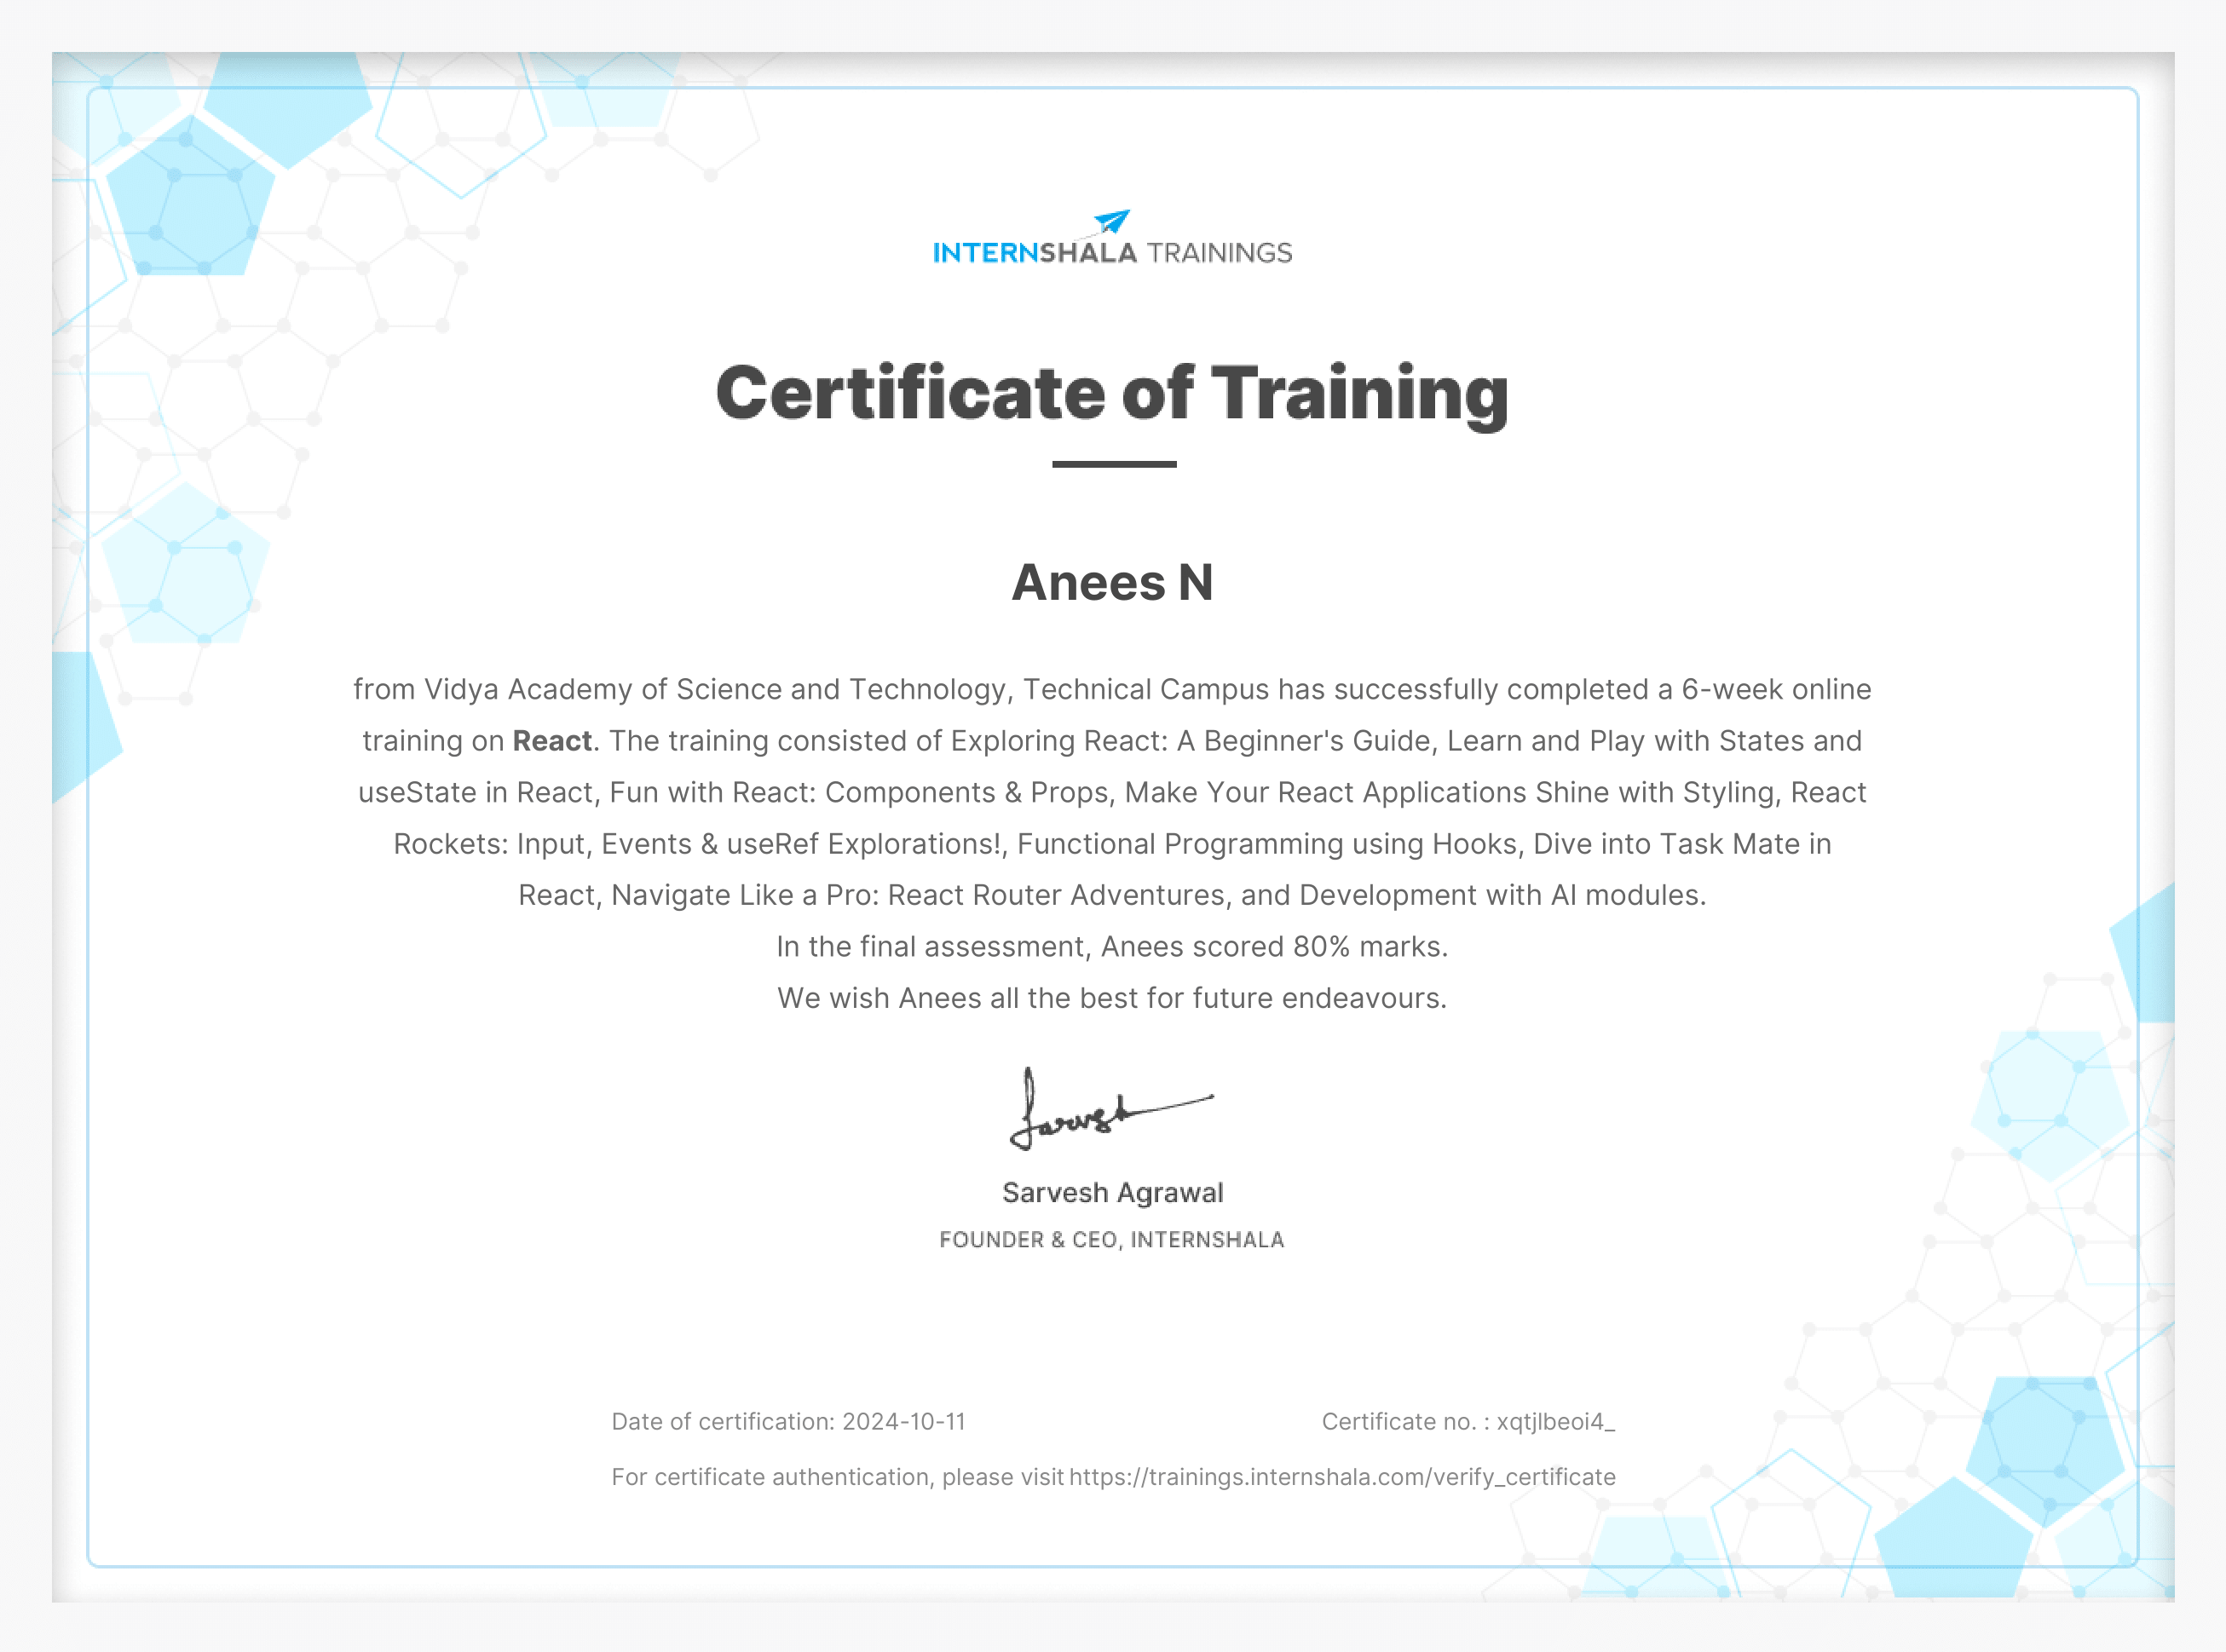 INTERNSHALA TRAININGS
Certificate of Training
Anees N
from Vidya Academy of Science and Technology, Technical Campus has successfully completed a 6-week online
training on React. The training consisted of Exploring React: A Beginner's Guide, Learn and Play with States and
useState in React, Fun with React: Components & Props, Make Your React Applications Shine with Styling, React
Rockets: Input, Events & useRef Explorations!, Functional Programming using Hooks, Dive into Task Mate in
React, Navigate Like a Pro: React Router Adventures, and Development with AI modules.
In the final assessment, Anees scored 80% marks.
We wish Anees all the best for future endeavours.
Sarvesh
Sarvesh Agrawal
FOUNDER & CEO, INTERNSHALA
Date of certification: 2024-10-11 Certificate no. : xqtjlbeoi4_
For certificate authentication, please visit https://trainings.internshala.com/verify_certificate